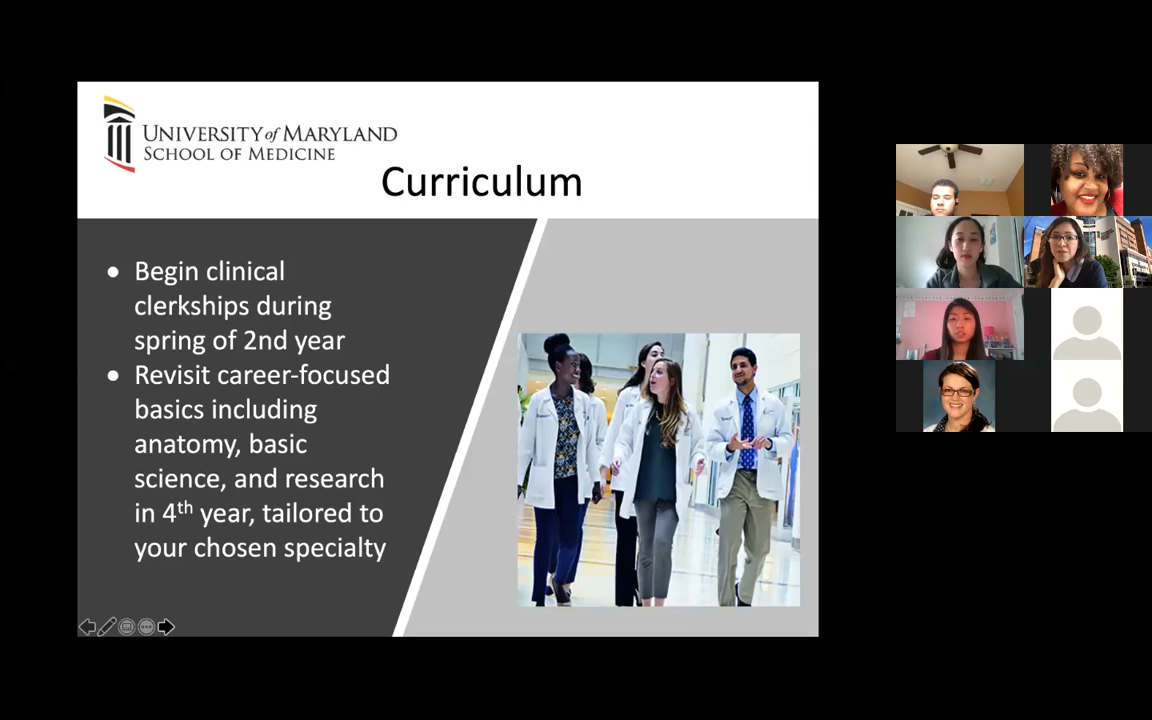 UNIVERSITY of MARYLAND
SCHOOL OF MEDICINE
Curriculum
• Begin clinical
clerkships during
spring of 2nd year
• Revisit career-focused
basics including
anatomy, basic
science, and research
in 4th year, tailored to
your chosen specialty